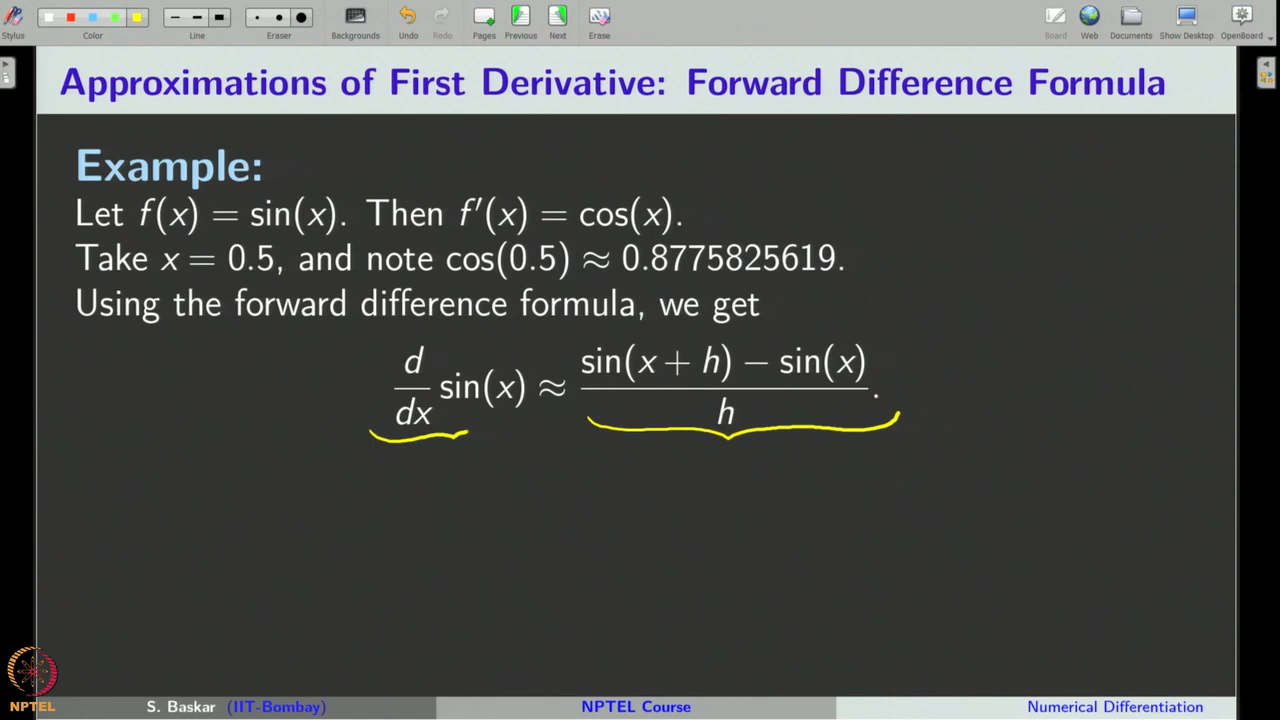 Stylus
Color
Line
Eraser
Backgrounds
Undo
Redo
Pages
Previous
Next
Erase
Board
Web
Documents
Show Desktop
OpenBoard
Approximations of First Derivative: Forward Difference Formula
Example:
Let f(x) = sin(x). Then f′(x) = cos(x).
Take x = 0.5, and note cos(0.5) ≈ 0.8775825619.
Using the forward difference formula, we get
d/dx sin(x) ≈ (sin(x + h) − sin(x))/h.
NPTEL
S. Baskar (IIT-Bombay)
NPTEL Course
Numerical Differentiation